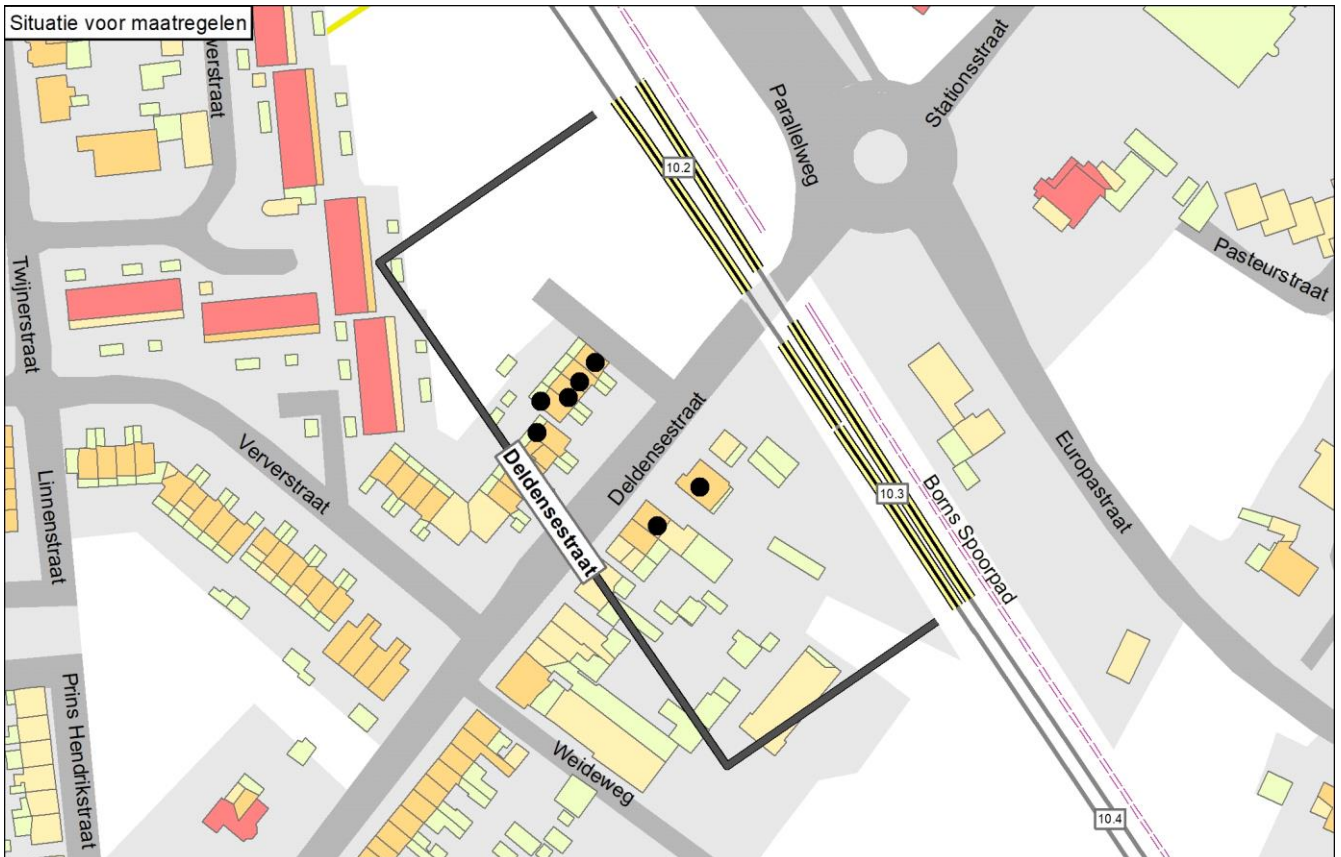 Situatie voor maatregelen
ververstraat
Parallelweg
Stationsstraat
10.2
Pasteurstraat
Twijnerstraat
Deldensestraat
Ververstraat
Deldensestraat
Linnenstraat
10.3
Borns Spoorpad
Europastraat
Prins Hendrikstraat
Weideweg
10.4